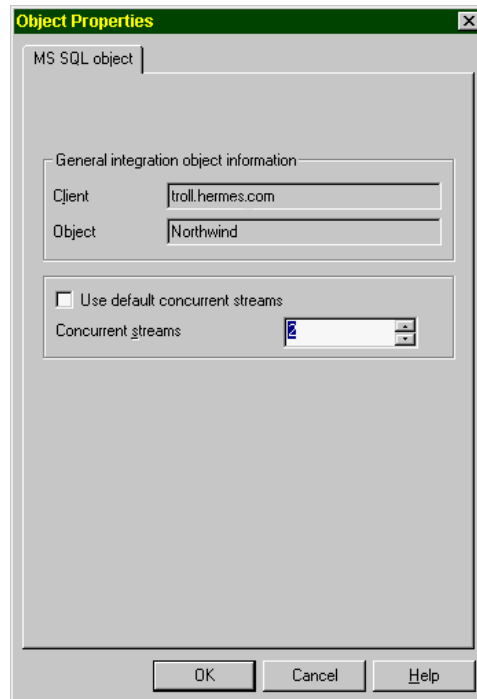 Object Properties
MS SQL object
General integration object information
Client troll.hermes.com
Object Northwind
Use default concurrent streams
Concurrent streams 2
OK Cancel Help